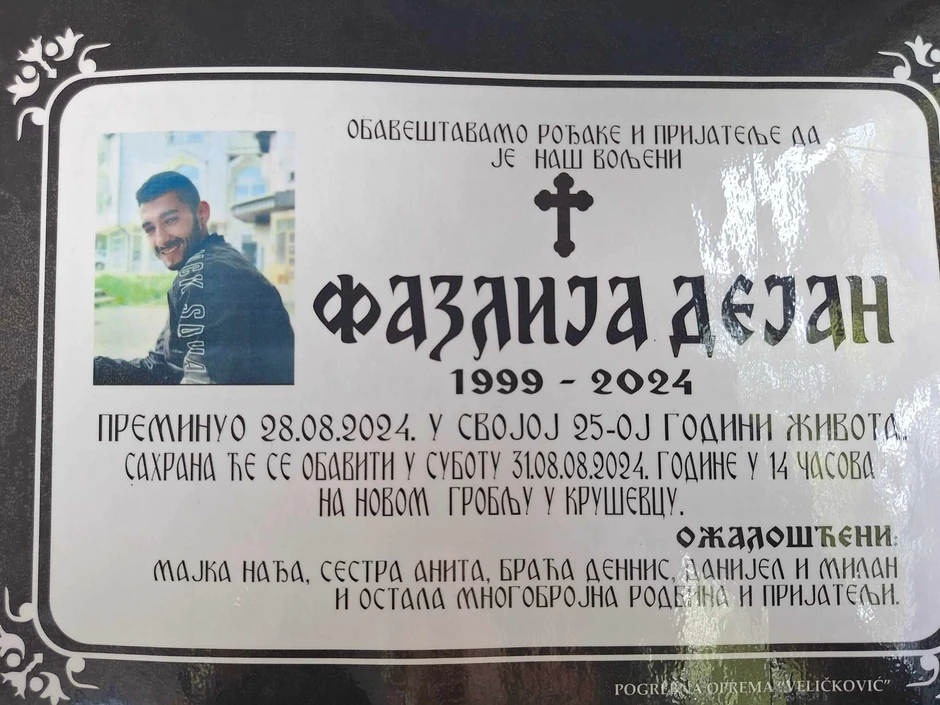 ОБАВЕШТАВАМО РОЂАКЕ И ПРИЈАТЕЉЕ ДА
ЈЕ НАШ ВОЉЕНИ
ФАЗЛИЈА ДЕЈАН
1999 - 2024
ПРЕМИНУО 28.08.2024. У СВОЈОЈ 25-ОЈ ГОДИНИ ЖИВОТА.
САХРАНА ЋЕ СЕ ОБАВИТИ У СУБОТУ 31.08.08.2024. ГОДИНЕ У 14 ЧАСОВА
НА НОВОМ ГРОБЉУ У КРУШЕВЦУ.
ОЖАЛОШЋЕНИ:
МАЈКА НАЂА, СЕСТРА АНИТА, БРАЋА ДЕННИС, ДАНИЈЕЛ И МИЛАН
И ОСТАЛА МНОГОБРОЈНА РОДБИНА И ПРИЈАТЕЉИ.
POGREBNA OPREMA "VELIČKOVIĆ"